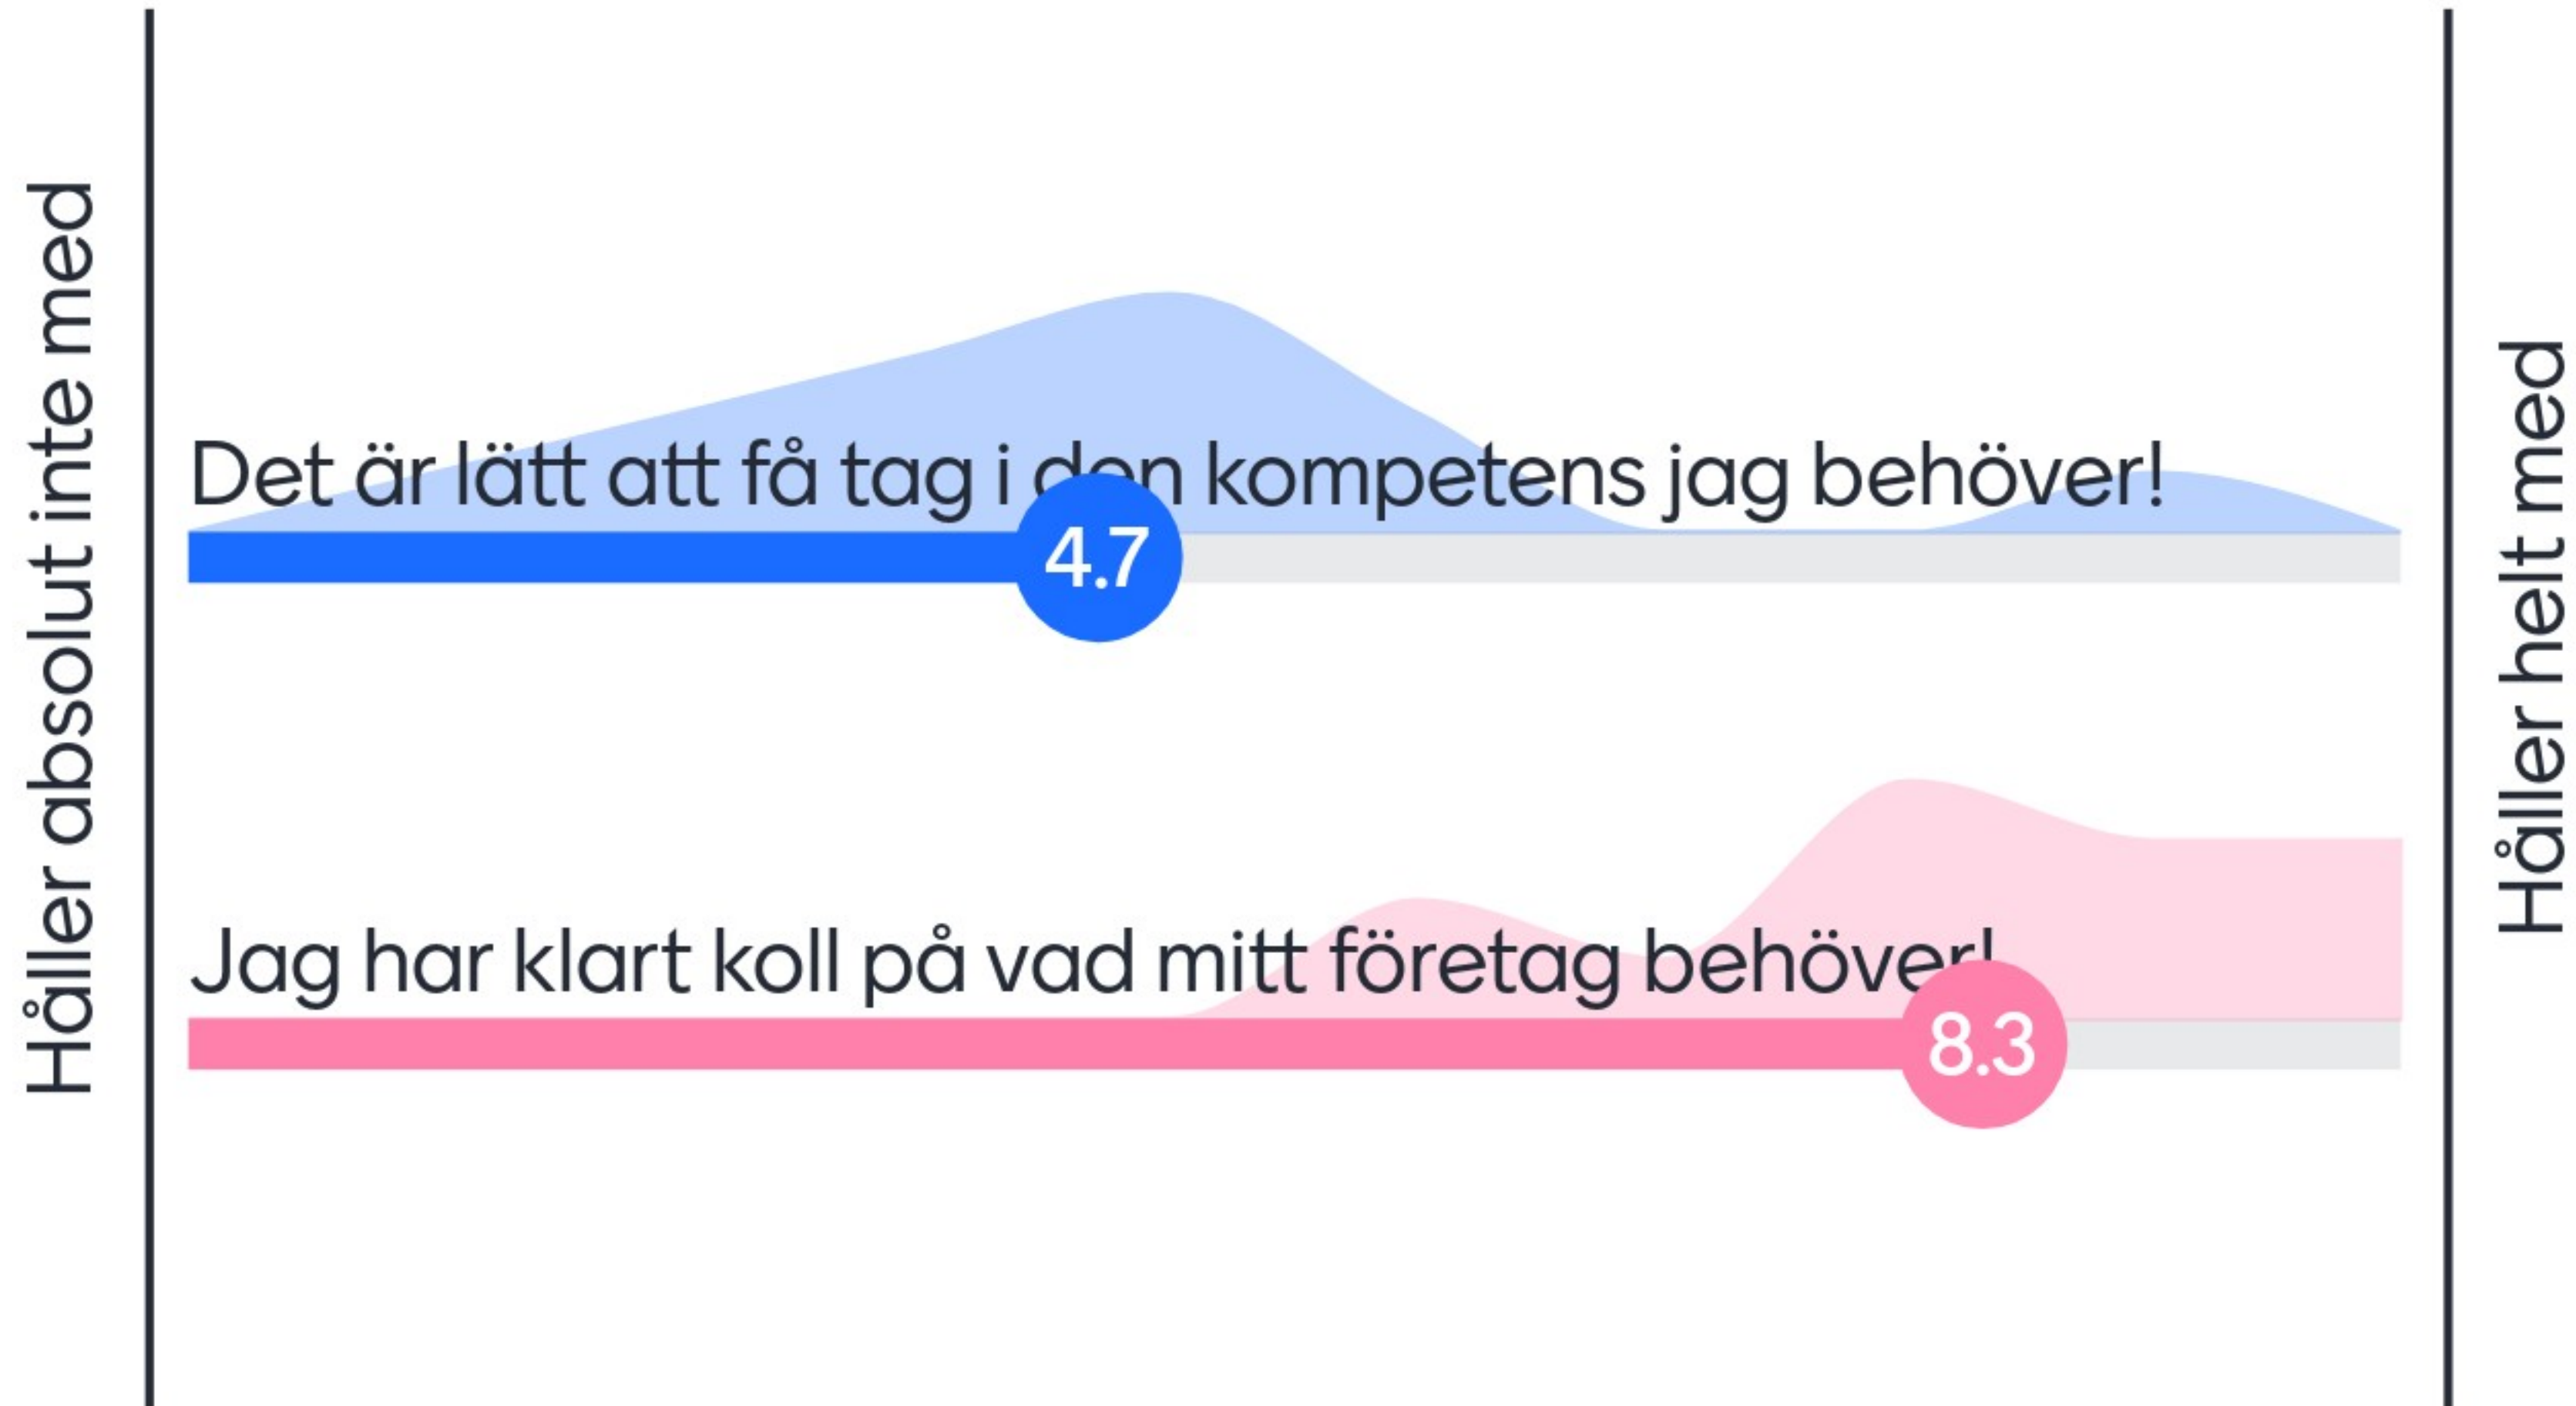 Håller absolut inte med
Det är lätt att få tag i den kompetens jag behöver!
4.7
Jag har klart koll på vad mitt företag behöver!
8.3
Håller helt med